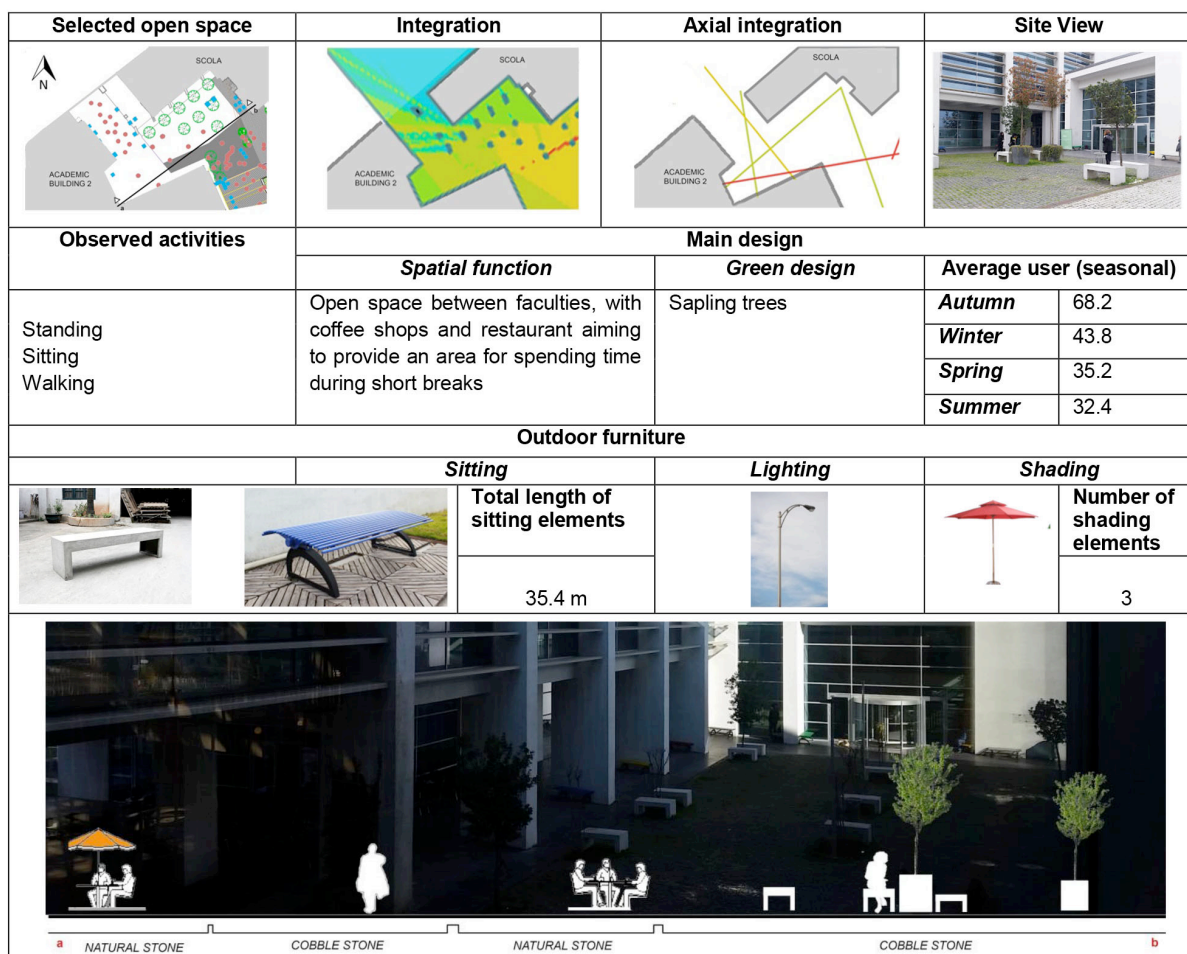 Selected open space
Integration
Axial integration
Site View
N
SCOLA
ACADEMIC
BUILDING 2
b
a
SCOLA
ACADEMIC
BUILDING 2
SCOLA
ACADEMIC
BUILDING 2
Observed activities
Main design
Spatial function
Green design
Average user (seasonal)
Standing
Sitting
Walking
Open space between faculties, with
coffee shops and restaurant aiming
to provide an area for spending time
during short breaks
Sapling trees
Autumn 68.2
Winter 43.8
Spring 35.2
Summer 32.4
Outdoor furniture
Sitting
Lighting
Shading
Total length of
sitting elements
35.4 m
Number of
shading
elements
3
a NATURAL STONE COBBLE STONE NATURAL STONE COBBLE STONE b